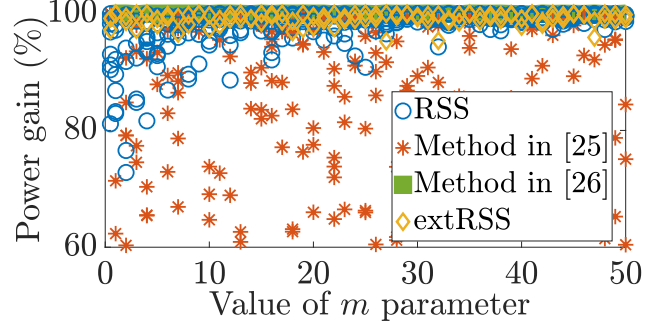 100
80
60
Power gain (%)
RSS
Method in [25]
Method in [26]
extRSS
0 10 20 30 40 50
Value of m parameter